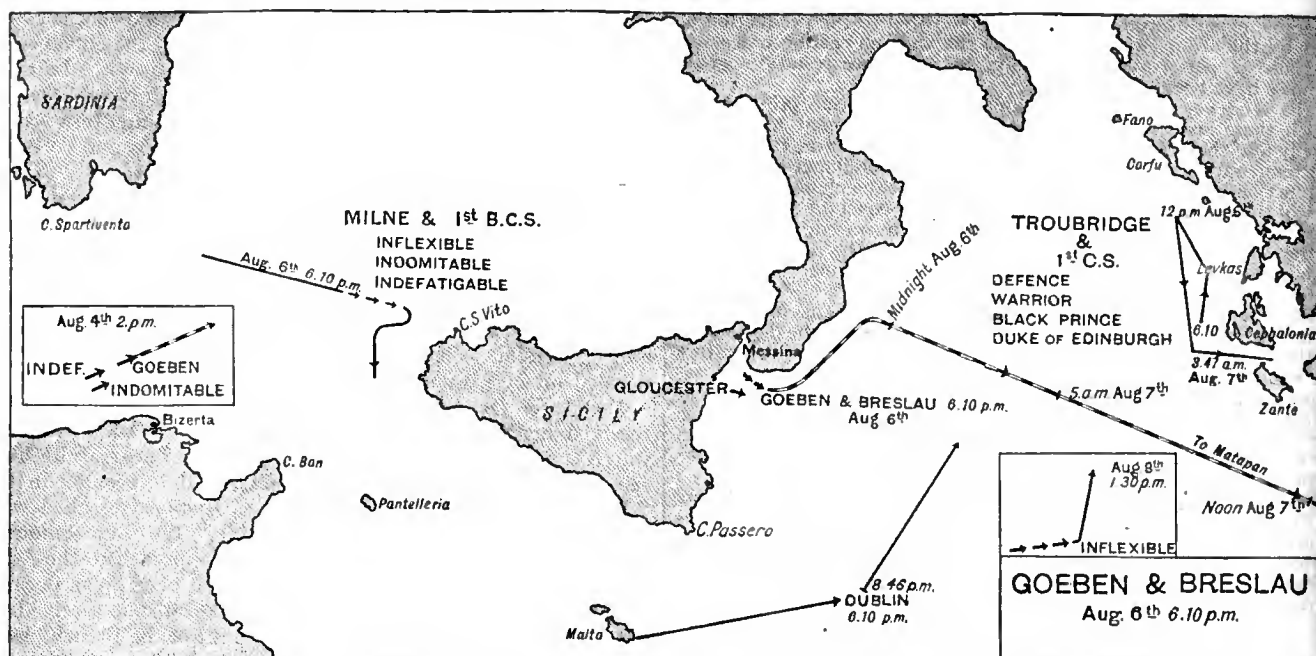 SARDINIA
C. Spartiventa
MILNE & 1st B.C.S.
INFLEXIBLE
INDOMITABLE
INDEFATIGABLE
Aug. 6th 6.10 p.m.
Aug. 4th 2.p.m.
INDEF.
GOEBEN
INDOMITABLE
Bizerta
C. Ban
Pantelleria
C.S. Vito
SICILY
Messina
GLOUCESTER
GOEBEN & BRESLAU 6.10 p.m.
Aug 6th
C. Passero
Malta
8.46 p.m.
DUBLIN
6.10 p.m.
Midnight Aug 6th
5.a.m Aug 7th
To Matapan
Noon Aug 7th
Fano
Corfu
12 p.m Aug 6th
TROUBRIDGE
&
1st C.S.
DEFENCE
WARRIOR
BLACK PRINCE
DUKE OF EDINBURGH
Levkas
6.10
Cephalonia
3.47 a.m.
Aug. 7th
Zante
Aug 8th
1.30 p.m.
INFLEXIBLE
GOEBEN & BRESLAU
Aug. 6th 6.10 p.m.